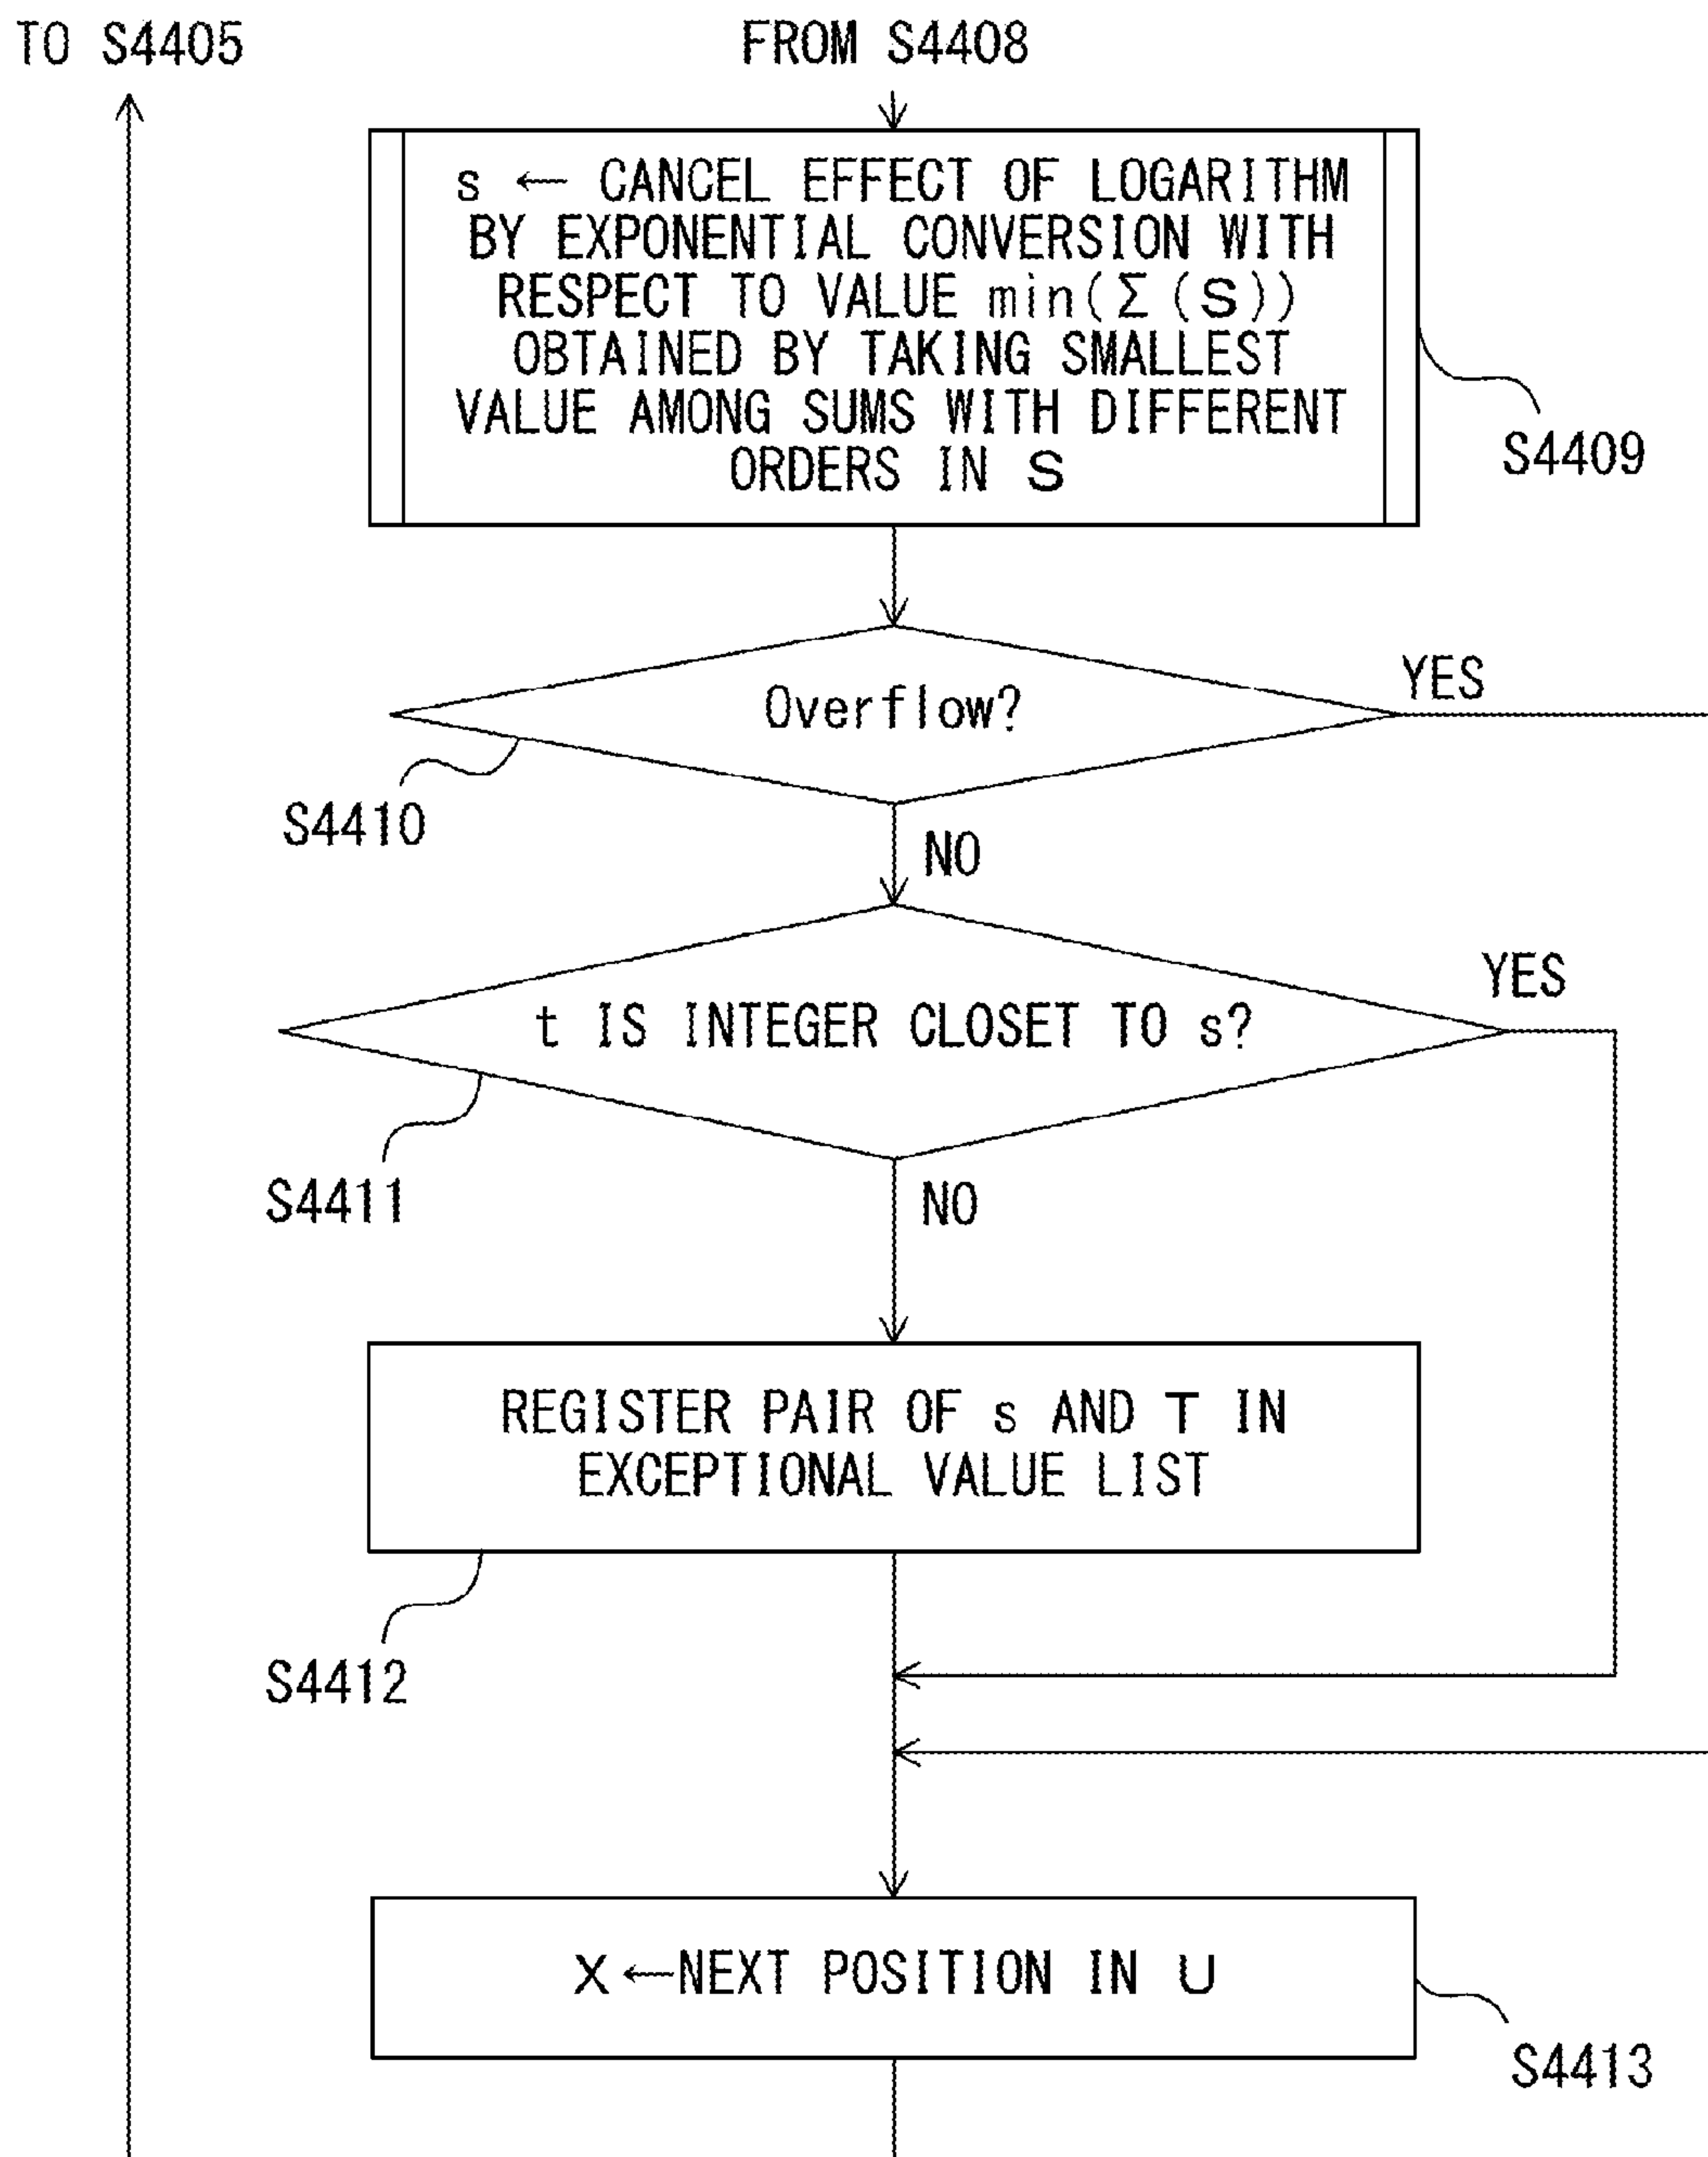 TO S4405
FROM S4408
s ← CANCEL EFFECT OF LOGARITHM
BY EXPONENTIAL CONVERSION WITH
RESPECT TO VALUE min(Σ(S))
OBTAINED BY TAKING SMALLEST
VALUE AMONG SUMS WITH DIFFERENT
ORDERS IN S
S4409
Overflow?
YES
S4410
NO
t IS INTEGER CLOSET TO s?
YES
S4411
NO
REGISTER PAIR OF s AND T IN
EXCEPTIONAL VALUE LIST
S4412
X←NEXT POSITION IN U
S4413